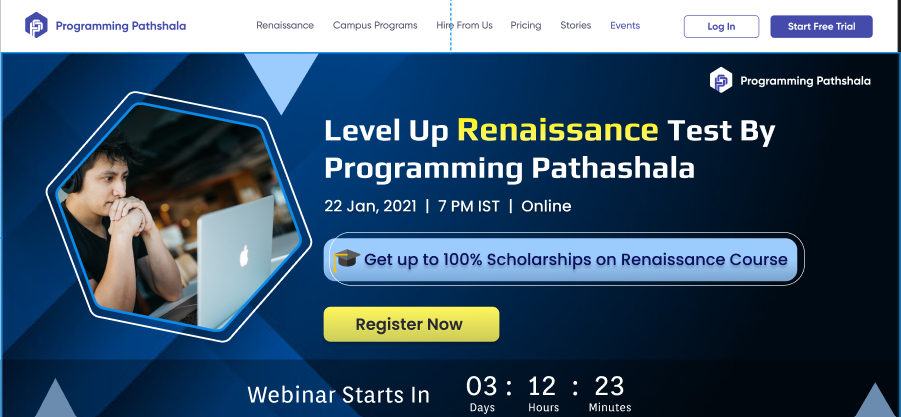 Programming Pathshala
Renaissance Campus Programs Hire From Us Pricing Stories Events Log In Start Free Trial
Programming Pathshala
Level Up Renaissance Test By
Programming Pathashala
22 Jan, 2021 | 7 PM IST | Online
Get up to 100% Scholarships on Renaissance Course
Register Now
Webinar Starts In
03 : 12 : 23
Days Hours Minutes